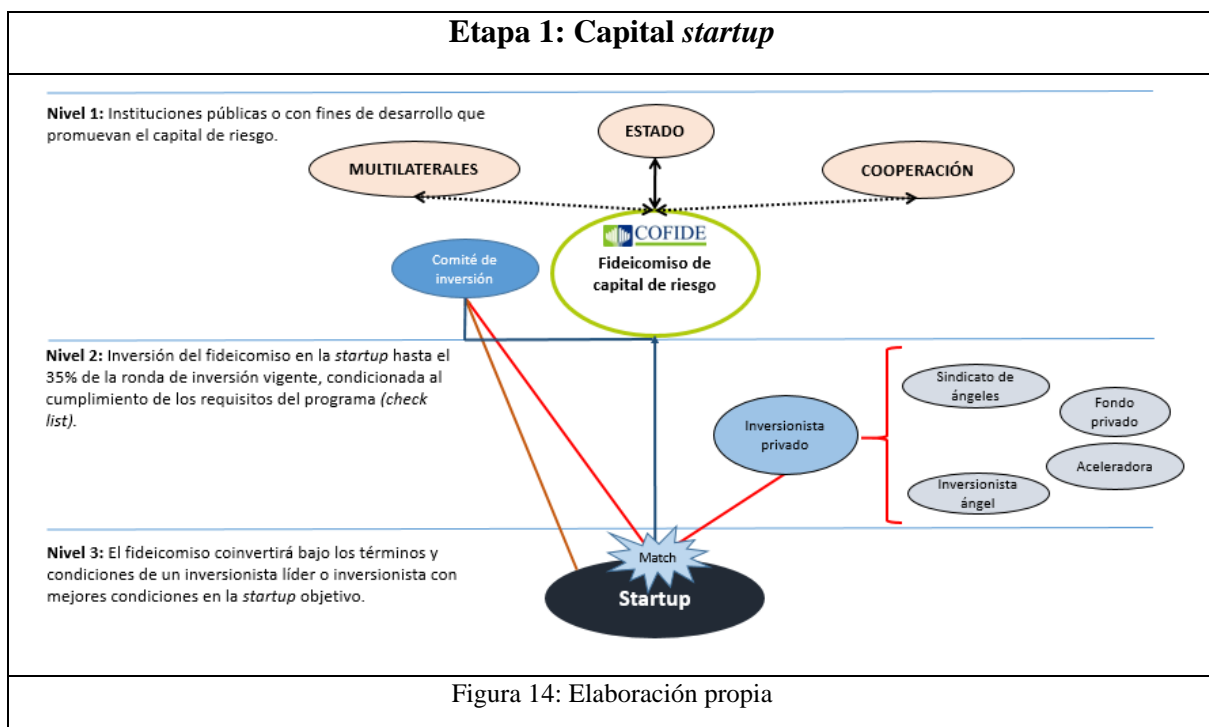 Etapa 1: Capital startup
Nivel 1: Instituciones públicas o con fines de desarrollo que
promuevan el capital de riesgo.
ESTADO
MULTILATERALES
COOPERACIÓN
COFIDE
Fideicomiso de
capital de riesgo
Comité de
inversión
Nivel 2: Inversión del fideicomiso en la startup hasta el
35% de la ronda de inversión vigente, condicionada al
cumplimiento de los requisitos del programa (check
list).
Inversionista
privado
Sindicato de
ángeles
Fondo
privado
Aceleradora
Inversionista
ángel
Nivel 3: El fideicomiso coinvertirá bajo los términos y
condiciones de un inversionista líder o inversionista con
mejores condiciones en la startup objetivo.
Match
Startup
Figura 14: Elaboración propia